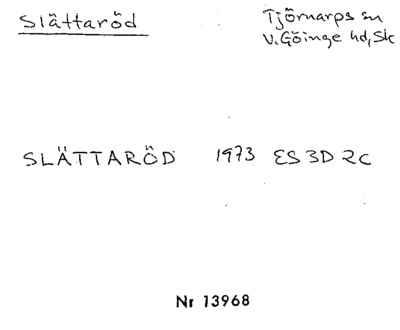 Slättaröd
Tjörnarps sn
V. Göinge hd, Sk
SLÄTTARÖD 1973 ES 3D 2C
Nr 13968